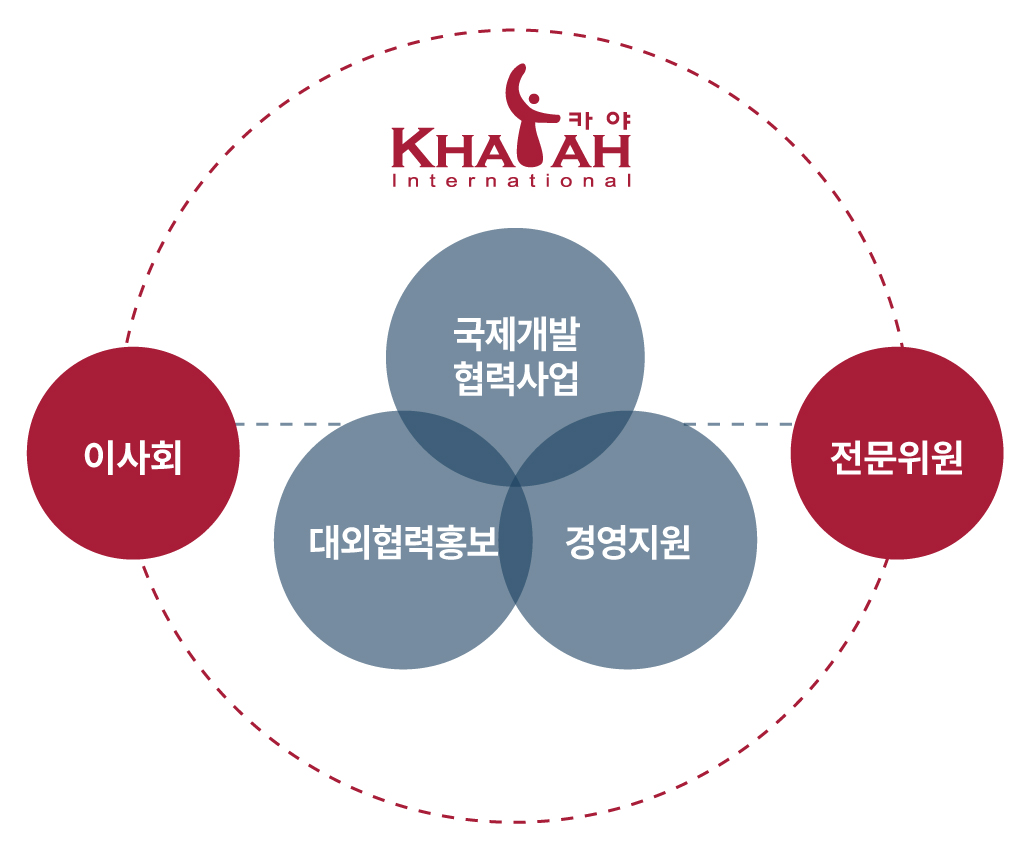 카야
KHAYAH
International
국제개발
협력사업
이사회
전문위원
대외협력홍보
경영지원